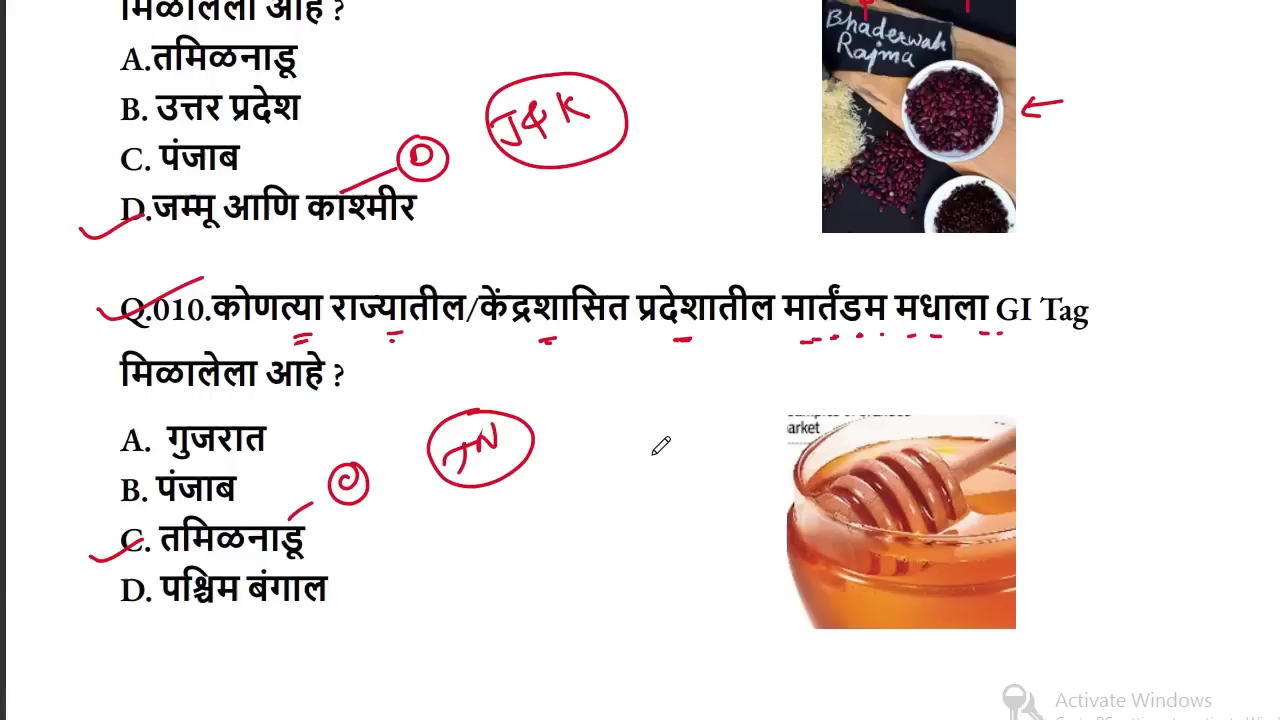 मिळालेला आहे ?
A.तमिळनाडू
B. उत्तर प्रदेश
C. पंजाब
D
J & K
D.जम्मू आणि काश्मीर
Bhaderwah
Rajma
Q.010.कोणत्या राज्यातील/केंद्रशासित प्रदेशातील मार्तंडम मधाला GI Tag
मिळालेला आहे ?
A. गुजरात
B. पंजाब
C
TN
C. तमिळनाडू
D. पश्चिम बंगाल
arket
Activate Windows